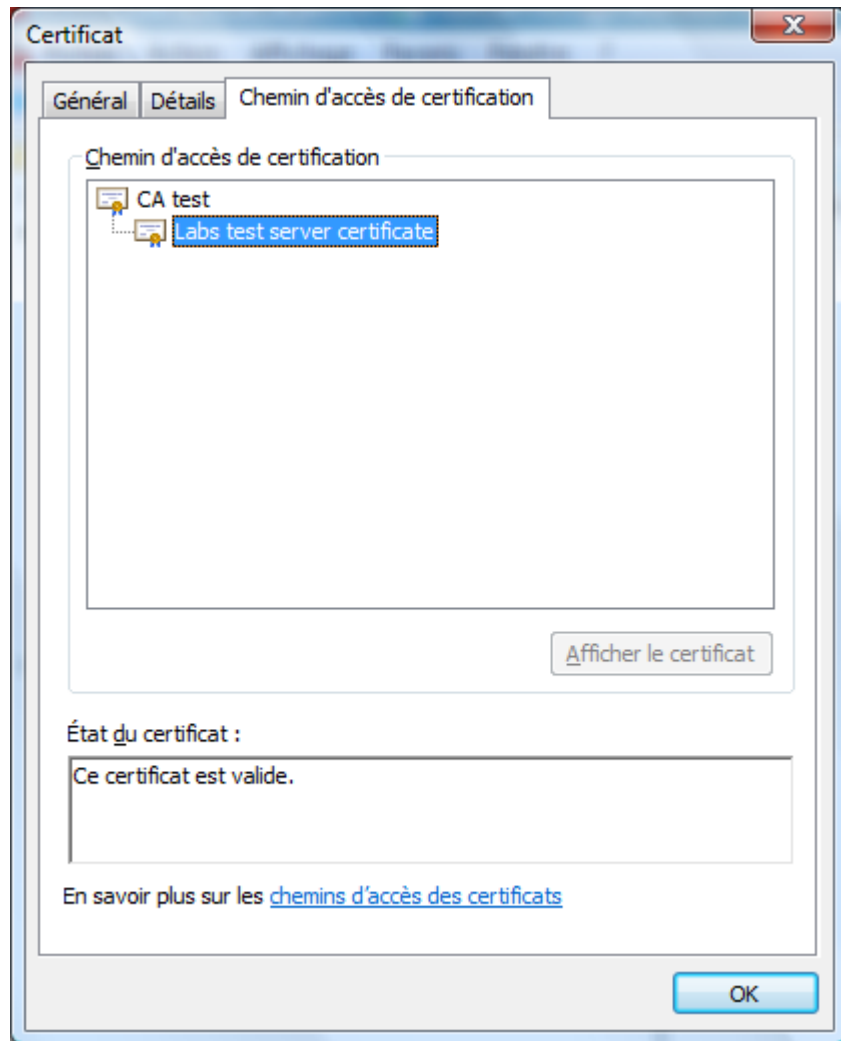 Certificat
Général Détails Chemin d'accès de certification
Chemin d'accès de certification
CA test
Labs test server certificate
Afficher le certificat
État du certificat :
Ce certificat est valide.
En savoir plus sur les chemins d’accès des certificats
OK